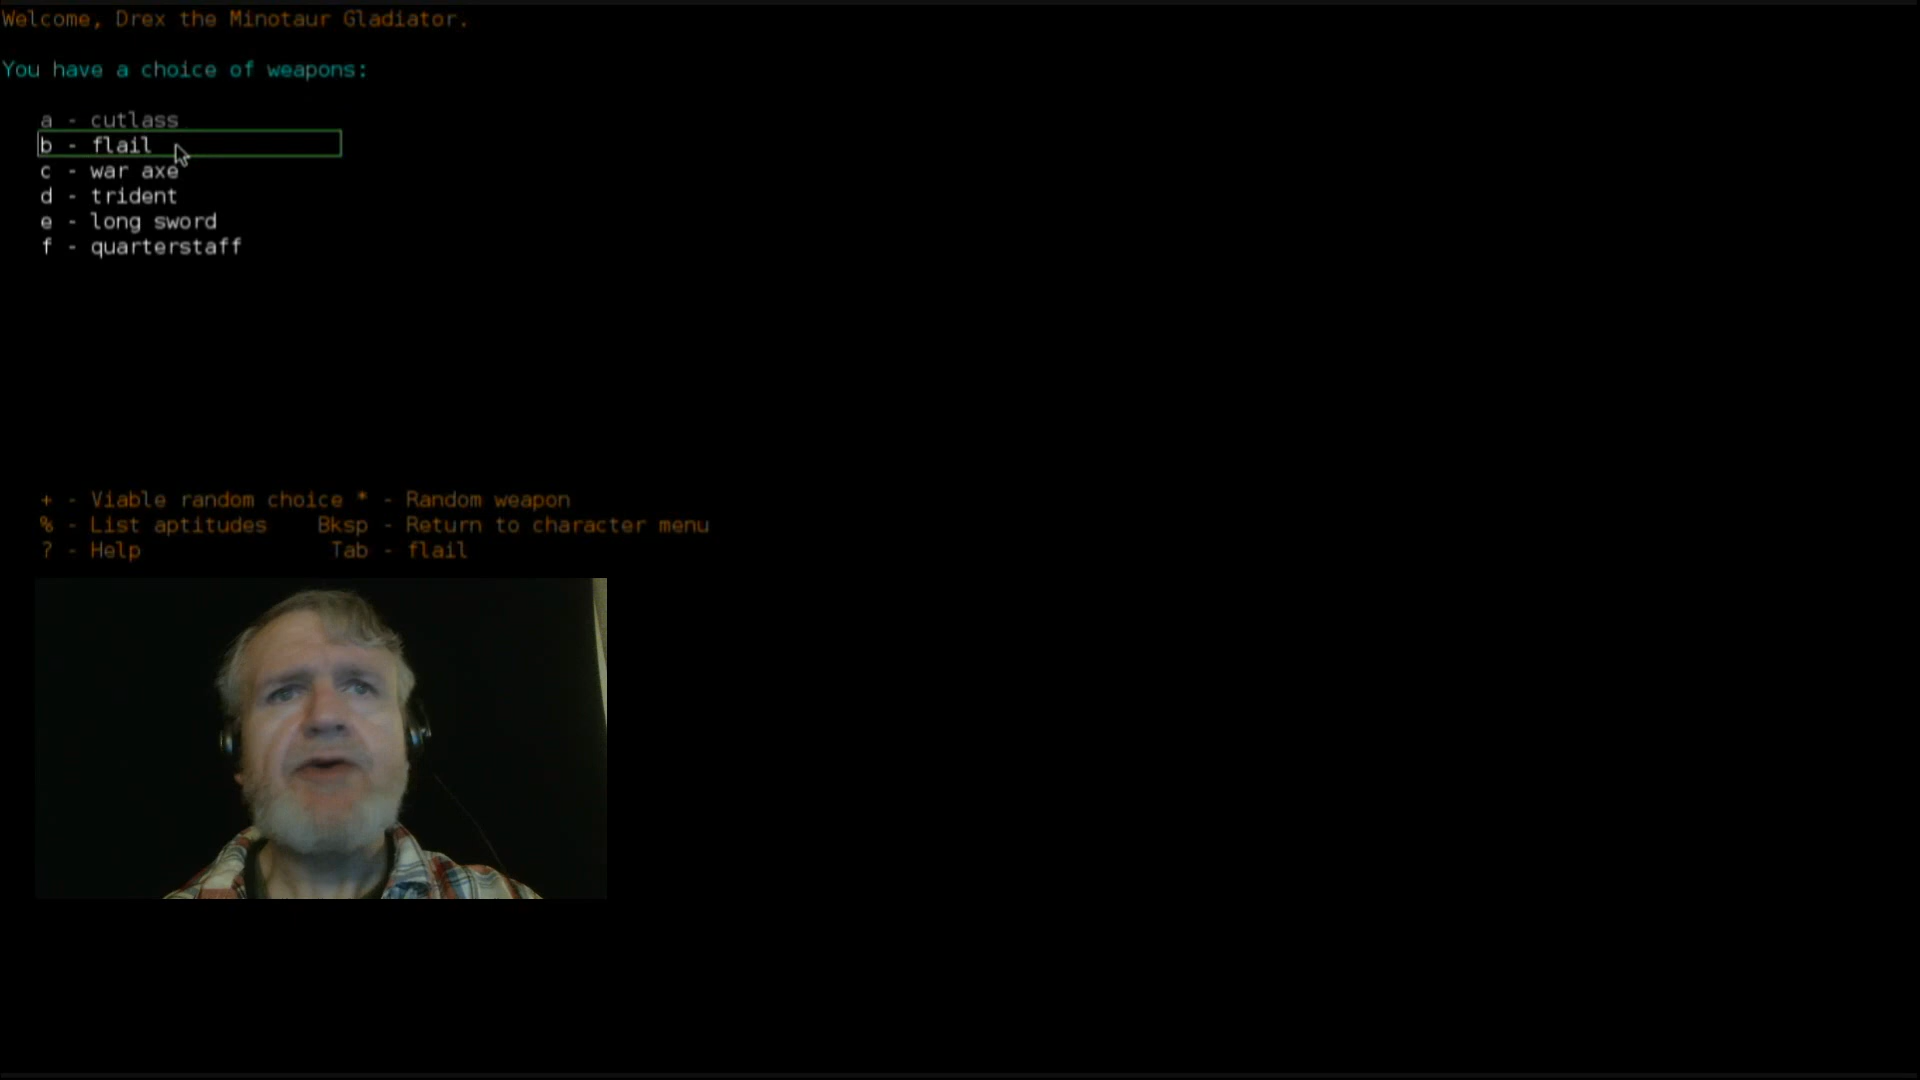 Welcome, Drex the Minotaur Gladiator.
You have a choice of weapons:
a - cutlass
b - flail
c - war axe
d - trident
e - long sword
f - quarterstaff
+ - Viable random choice * - Random weapon
% - List aptitudes Bksp - Return to character menu
? - Help Tab - flail